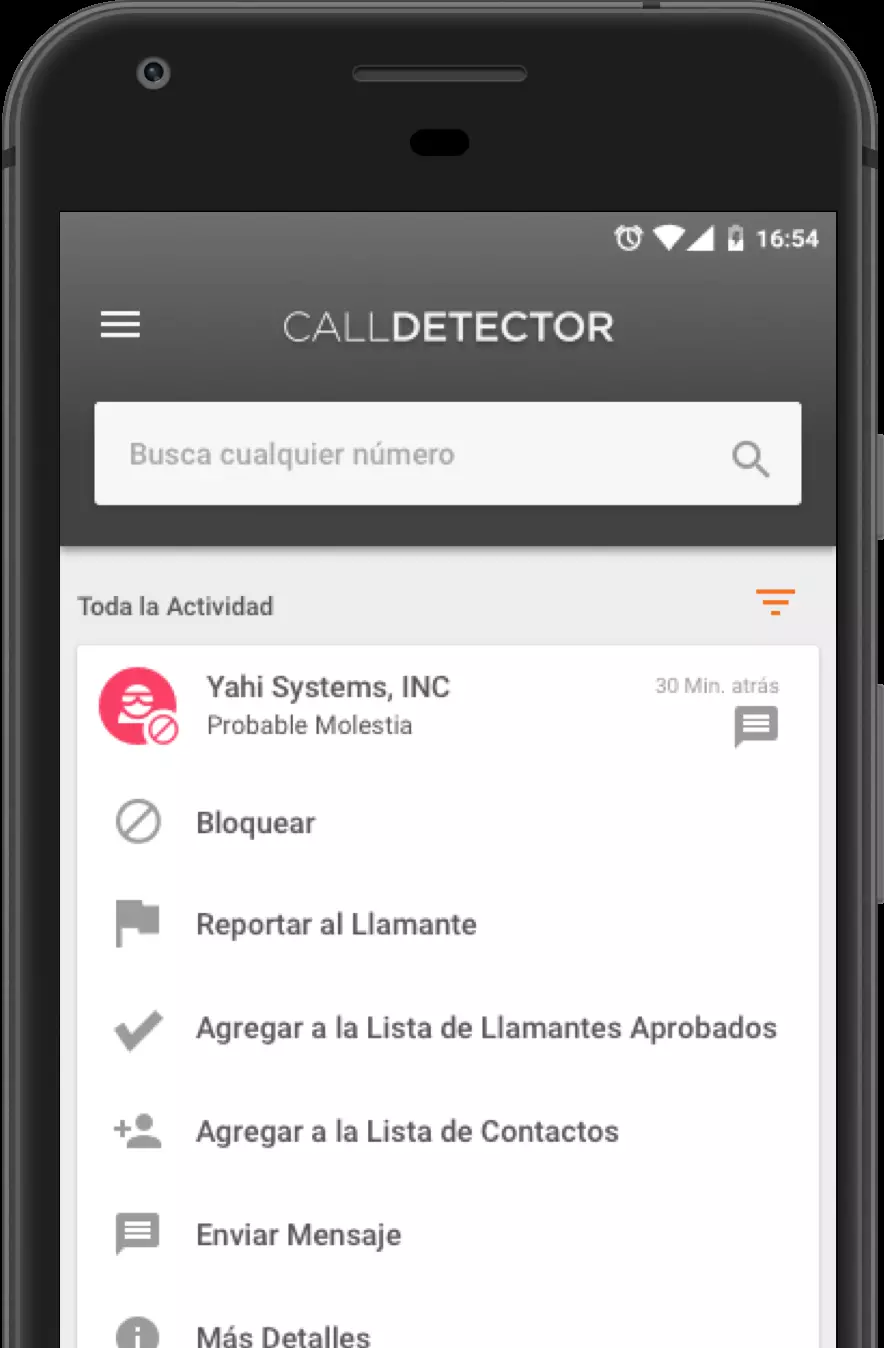 16:54
CALLDETECTOR
Busca cualquier número
Toda la Actividad
Yahi Systems, INC
30 Min. atrás
Probable Molestia
Bloquear
Reportar al Llamante
Agregar a la Lista de Llamantes Aprobados
Agregar a la Lista de Contactos
Enviar Mensaje
Más Detalles